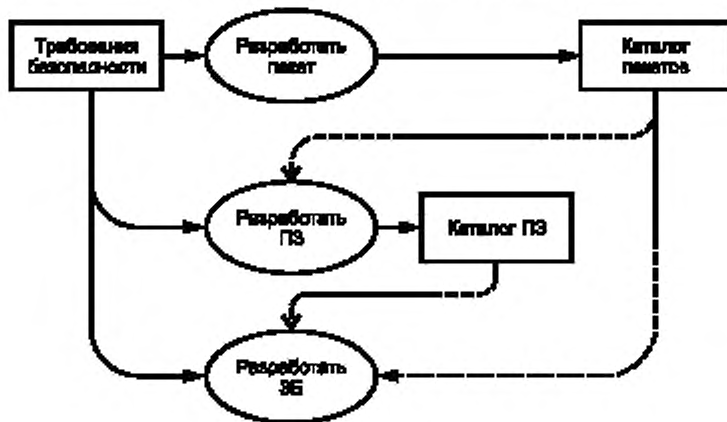 Требования
безопасности
Разработать
пакет
Каталог
пакетов
Разработать
ПЗ
Каталог ПЗ
Разработать
ЗБ